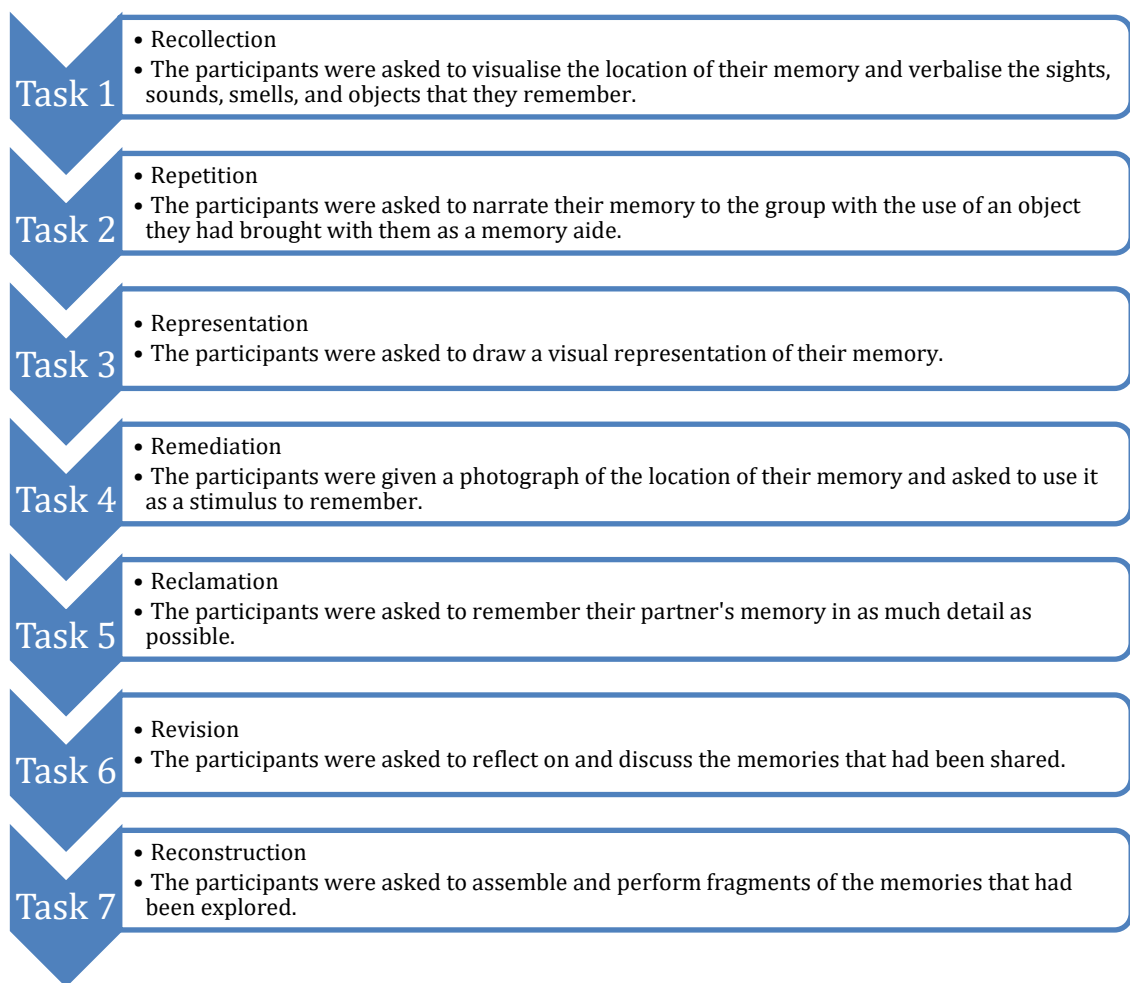 Task 1
• Recollection
• The participants were asked to visualise the location of their memory and verbalise the sights,
sounds, smells, and objects that they remember.
Task 2
• Repetition
• The participants were asked to narrate their memory to the group with the use of an object
they had brought with them as a memory aide.
Task 3
• Representation
• The participants were asked to draw a visual representation of their memory.
Task 4
• Remediation
• The participants were given a photograph of the location of their memory and asked to use it
as a stimulus to remember.
Task 5
• Reclamation
• The participants were asked to remember their partner's memory in as much detail as
possible.
Task 6
• Revision
• The participants were asked to reflect on and discuss the memories that had been shared.
Task 7
• Reconstruction
• The participants were asked to assemble and perform fragments of the memories that had
been explored.